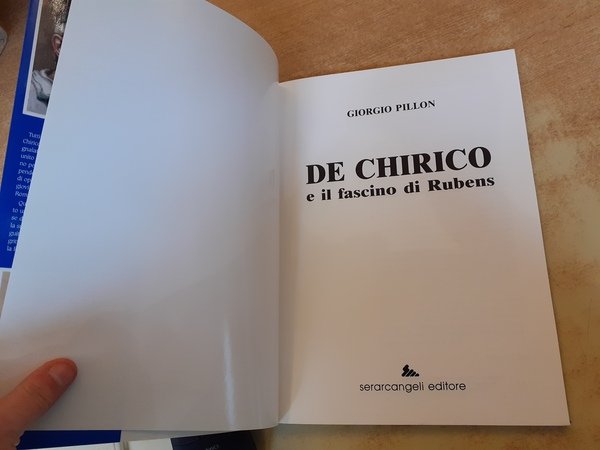 GIORGIO PILLON
DE CHIRICO
e il fascino di Rubens
serarcangeli editore